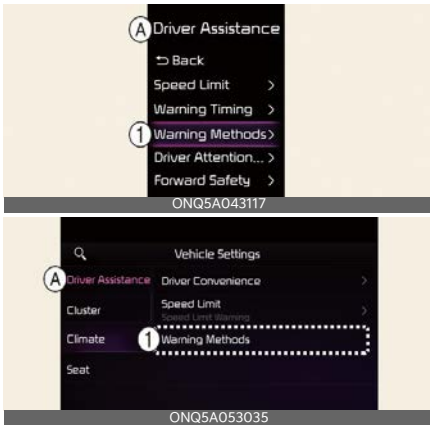 A Driver Assistance
Back
Speed Limit >
Warning Timing >
1 Warning Methods >
Driver Attention... >
Forward Safety >
ONQ5A043117
Vehicle Settings
A Driver Assistance Driver Convenience >
Cluster Speed Limit >
Speed Limit Warning
Climate 1 Warning Methods
Seat
ONQ5A053035